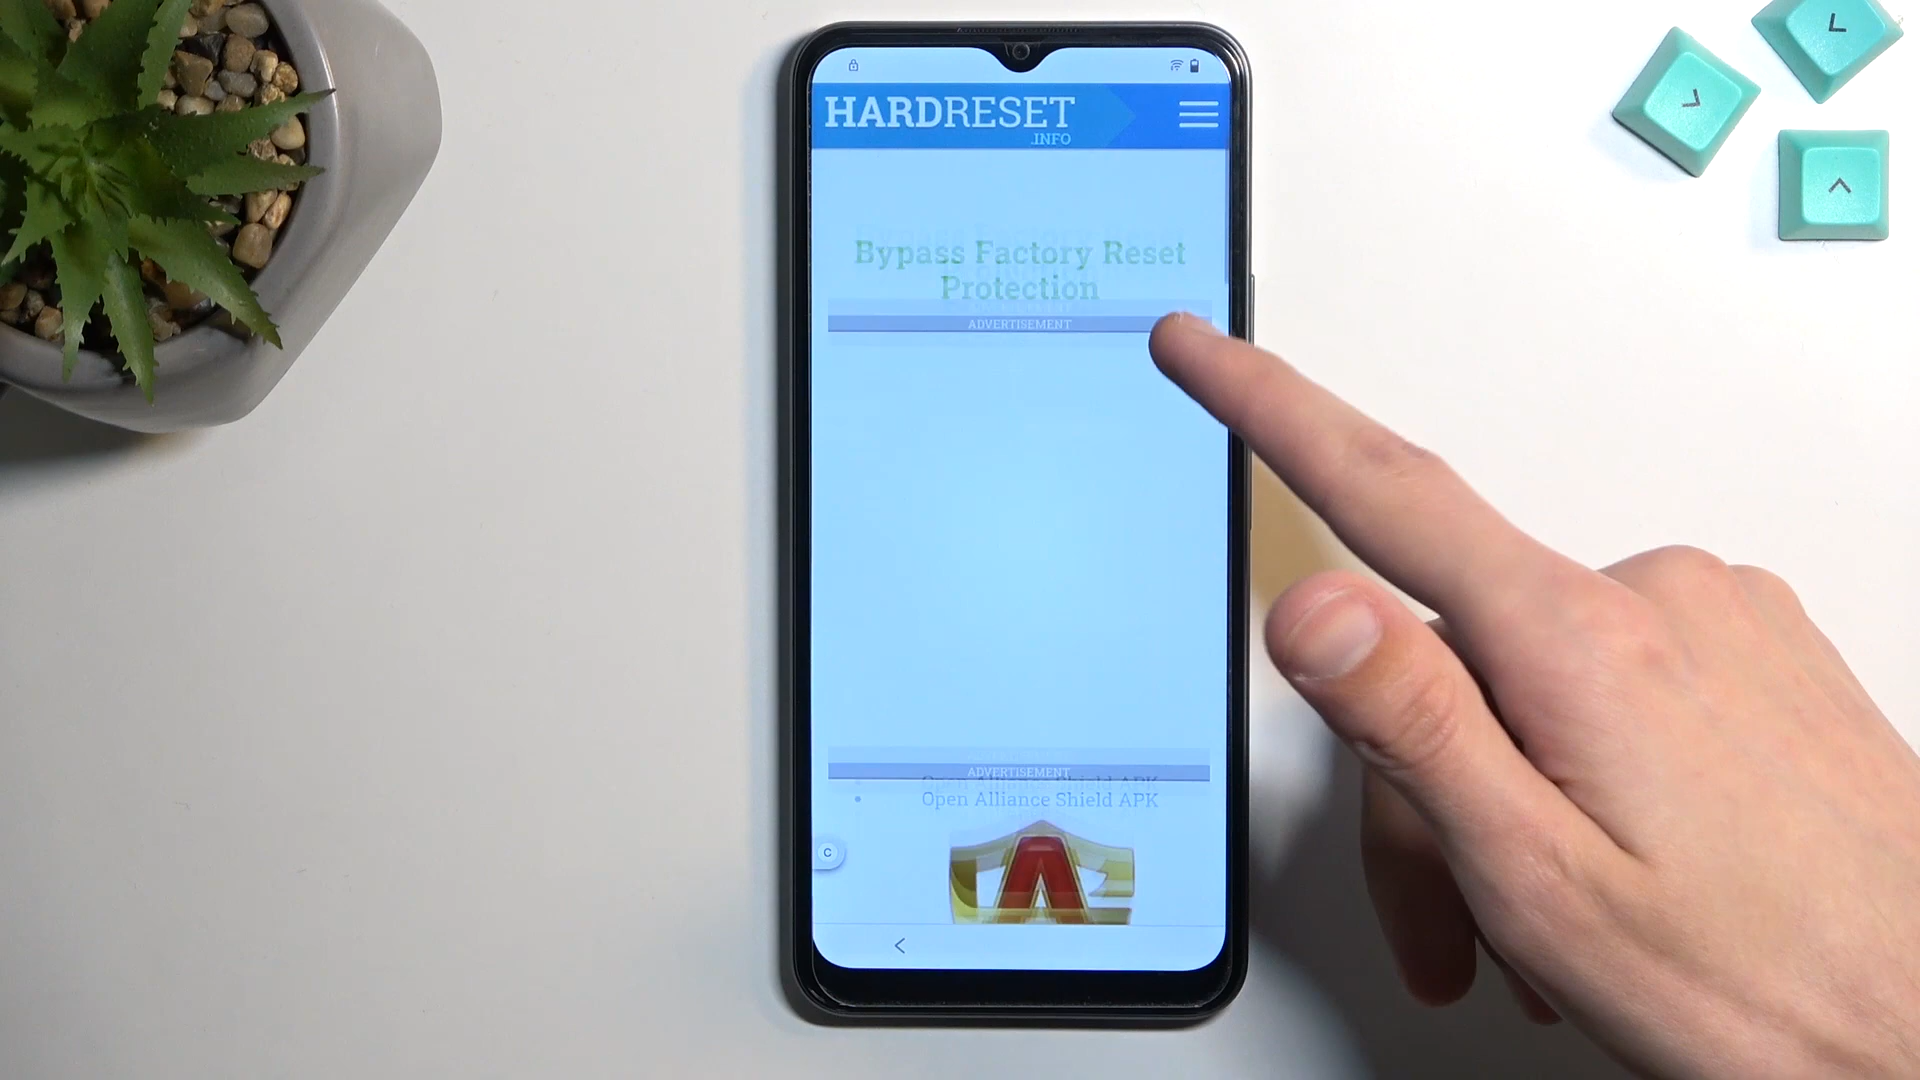 HARDRESET
.INFO
Bypass Factory Reset
Protection
ADVERTISEMENT
ADVERTISEMENT
Open Alliance Shield APK
C